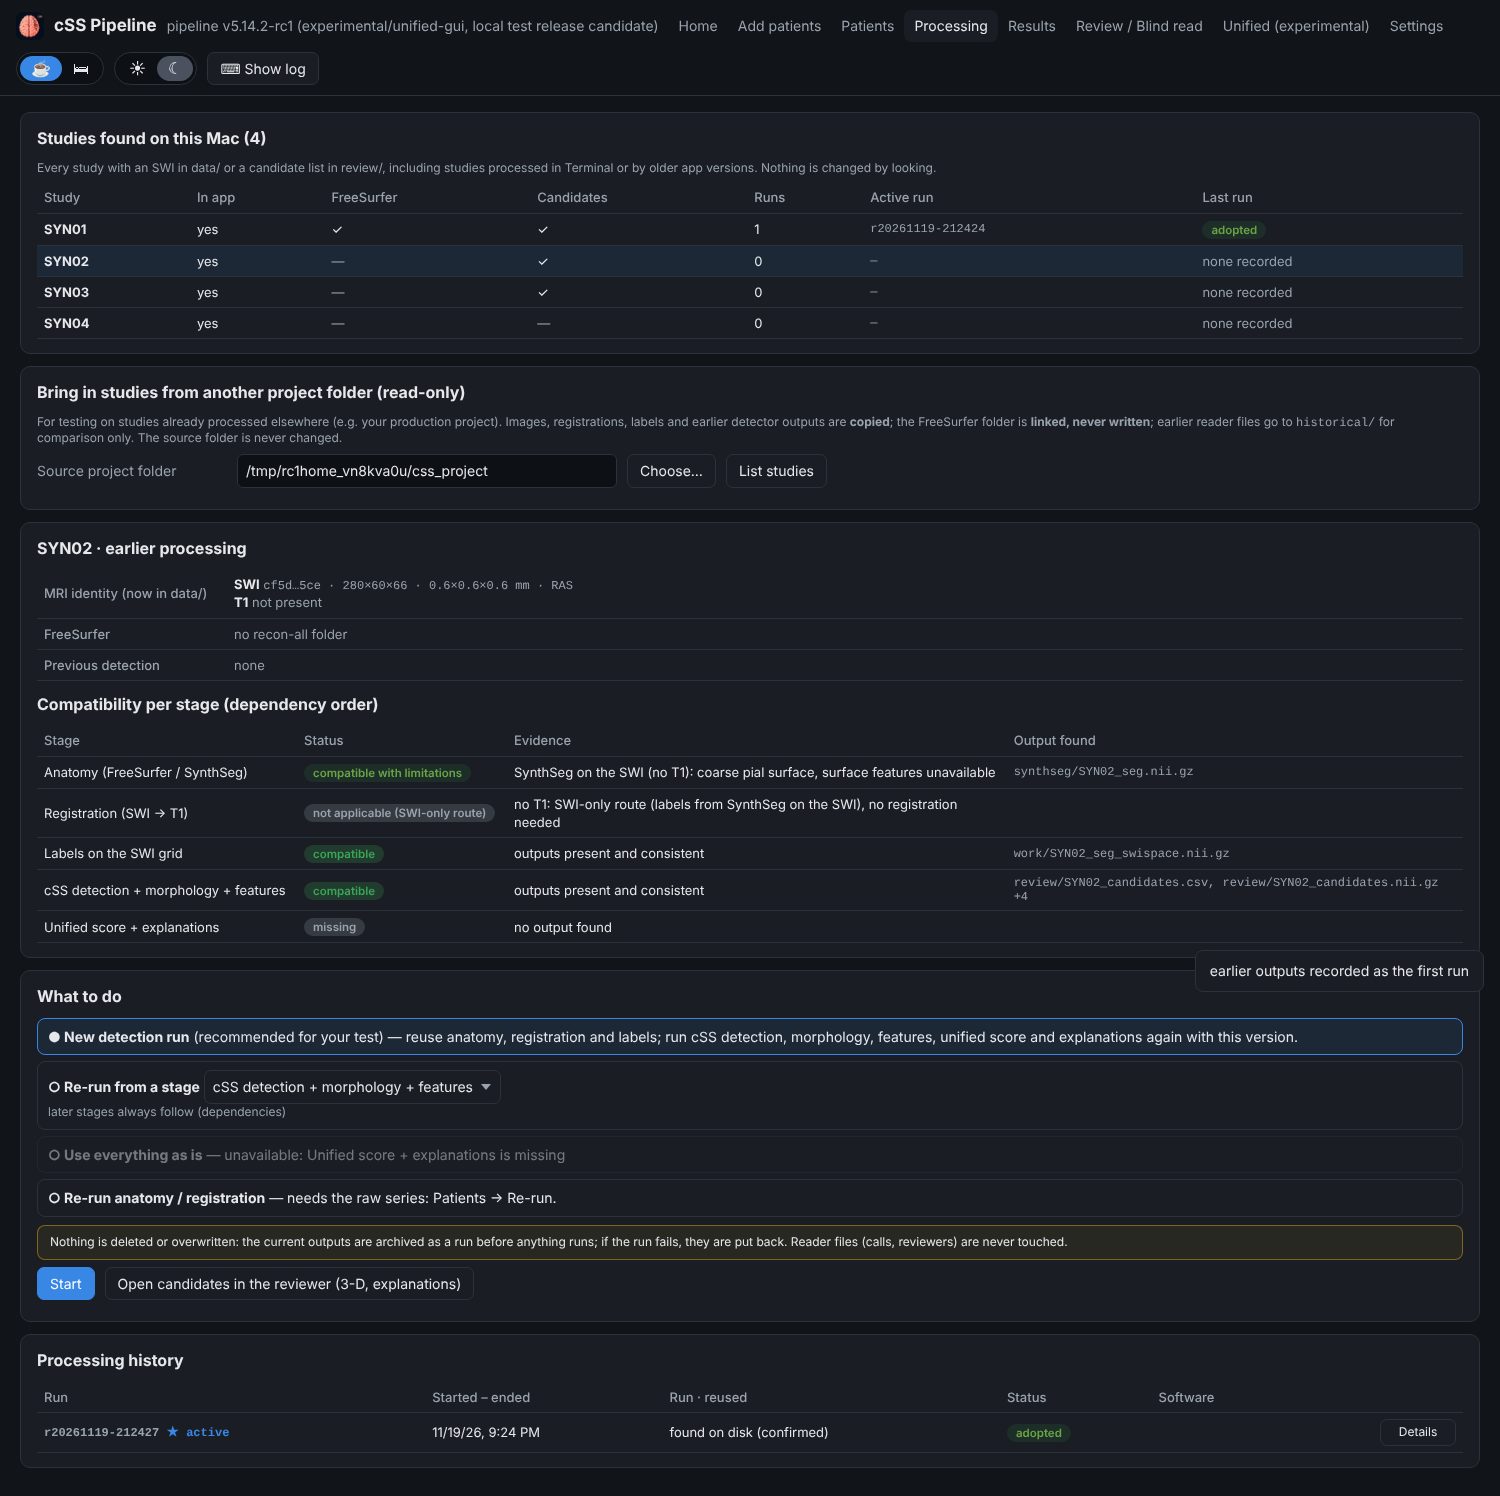 cSS Pipeline pipeline v5.14.2-rc1 (experimental/unified-gui, local test release candidate) Home Add patients Patients Processing Results Review / Blind read Unified (experimental) Settings
Show log
Studies found on this Mac (4)
Every study with an SWI in data/ or a candidate list in review/, including studies processed in Terminal or by older app versions. Nothing is changed by looking.
Study In app FreeSurfer Candidates Runs Active run Last run
SYN01 yes ✓ ✓ 1 r20261119-212424 adopted
SYN02 yes — ✓ 0 – none recorded
SYN03 yes — ✓ 0 – none recorded
SYN04 yes — — 0 – none recorded
Bring in studies from another project folder (read-only)
For testing on studies already processed elsewhere (e.g. your production project). Images, registrations, labels and earlier detector outputs are copied; the FreeSurfer folder is linked, never written; earlier reader files go to historical/ for
comparison only. The source folder is never changed.
Source project folder /tmp/rc1home_vn8kva0u/css_project Choose... List studies
SYN02 · earlier processing
MRI identity (now in data/) SWI cf5d…5ce · 280×60×66 · 0.6×0.6×0.6 mm · RAS
T1 not present
FreeSurfer no recon-all folder
Previous detection none
Compatibility per stage (dependency order)
Stage Status Evidence Output found
Anatomy (FreeSurfer / SynthSeg) compatible with limitations SynthSeg on the SWI (no T1): coarse pial surface, surface features unavailable synthseg/SYN02_seg.nii.gz
Registration (SWI → T1) not applicable (SWI-only route) no T1: SWI-only route (labels from SynthSeg on the SWI), no registration
needed
Labels on the SWI grid compatible outputs present and consistent work/SYN02_seg_swispace.nii.gz
cSS detection + morphology + features compatible outputs present and consistent review/SYN02_candidates.csv, review/SYN02_candidates.nii.gz
+4
Unified score + explanations missing no output found
earlier outputs recorded as the first run
What to do
New detection run (recommended for your test) — reuse anatomy, registration and labels; run cSS detection, morphology, features, unified score and explanations again with this version.
Re-run from a stage cSS detection + morphology + features
later stages always follow (dependencies)
Use everything as is — unavailable: Unified score + explanations is missing
Re-run anatomy / registration — needs the raw series: Patients → Re-run.
Nothing is deleted or overwritten: the current outputs are archived as a run before anything runs; if the run fails, they are put back. Reader files (calls, reviewers) are never touched.
Start Open candidates in the reviewer (3-D, explanations)
Processing history
Run Started – ended Run · reused Status Software
r20261119-212427 ★ active 11/19/26, 9:24 PM found on disk (confirmed) adopted Details